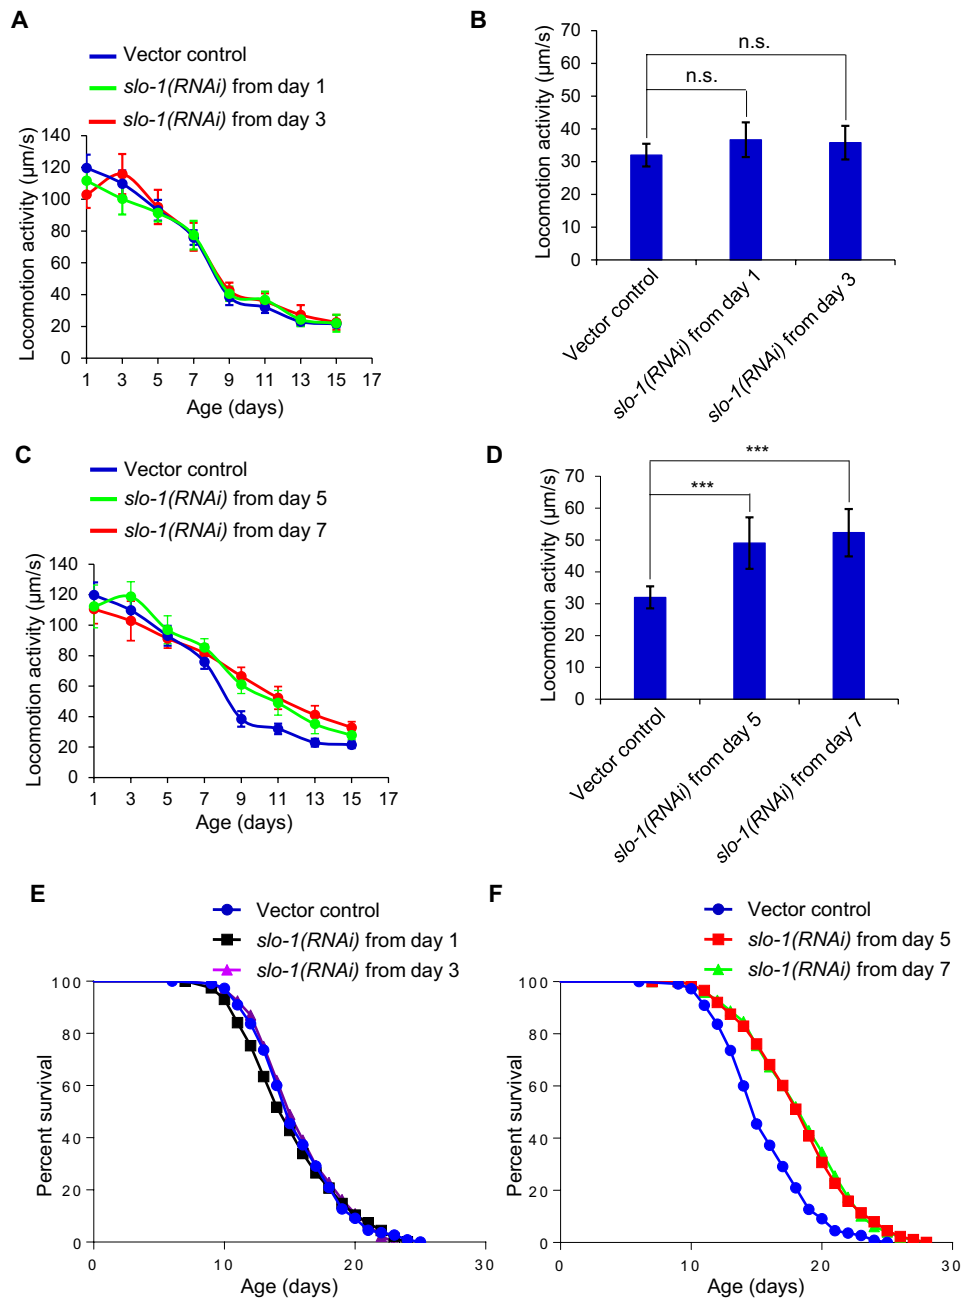 A
Vector control
slo-1(RNAi) from day 1
slo-1(RNAi) from day 3
Locomotion activity (μm/s)
140
120
100
80
60
40
20
0
1 3 5 7 9 11 13 15 17
Age (days)
B
Locomotion activity (μm/s)
70
60
50
40
30
20
10
0
n.s.
n.s.
Vector control
slo-1(RNAi) from day 1
slo-1(RNAi) from day 3
C
Vector control
slo-1(RNAi) from day 5
slo-1(RNAi) from day 7
Locomotion activity (μm/s)
140
120
100
80
60
40
20
0
1 3 5 7 9 11 13 15 17
Age (days)
D
Locomotion activity (μm/s)
70
60
50
40
30
20
10
0
***
***
Vector control
slo-1(RNAi) from day 5
slo-1(RNAi) from day 7
E
Vector control
slo-1(RNAi) from day 1
slo-1(RNAi) from day 3
Percent survival
100
80
60
40
20
0
0 10 20 30
Age (days)
F
Vector control
slo-1(RNAi) from day 5
slo-1(RNAi) from day 7
Percent survival
100
80
60
40
20
0
0 10 20 30
Age (days)